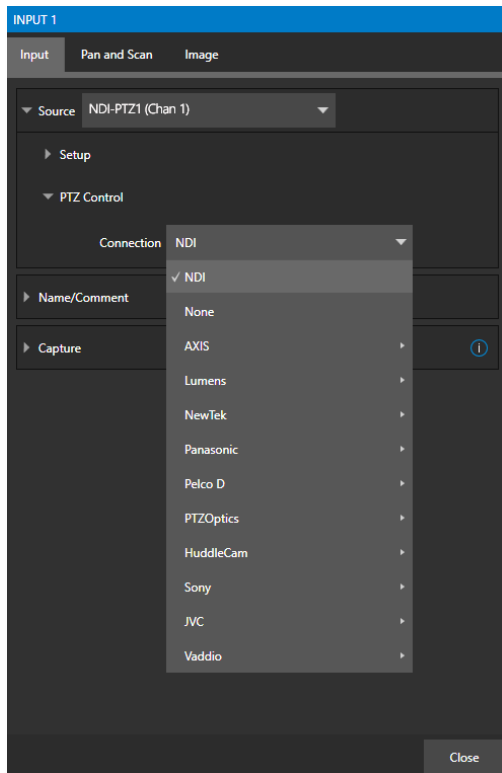 INPUT 1
Input Pan and Scan Image
Source NDI-PTZ1 (Chan 1)
Setup
PTZ Control
Connection NDI
✓ NDI
Name/Comment
None
Capture
AXIS
Lumens
NewTek
Panasonic
Pelco D
PTZOptics
HuddleCam
Sony
JVC
Vaddio
Close